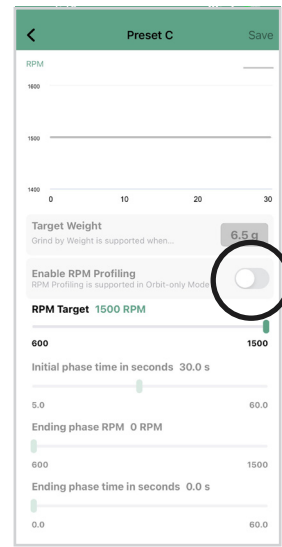 Preset C Save
RPM
1600
1500
1400
0 10 20 30
Target Weight
Grind by Weight is supported when...
6.5 g
Enable RPM Profiling
RPM Profiling is supported in Orbit-only Mode
RPM Target 1500 RPM
600 1500
Initial phase time in seconds 30.0 s
5.0 60.0
Ending phase RPM 0 RPM
600 1500
Ending phase time in seconds 0.0 s
0.0 60.0